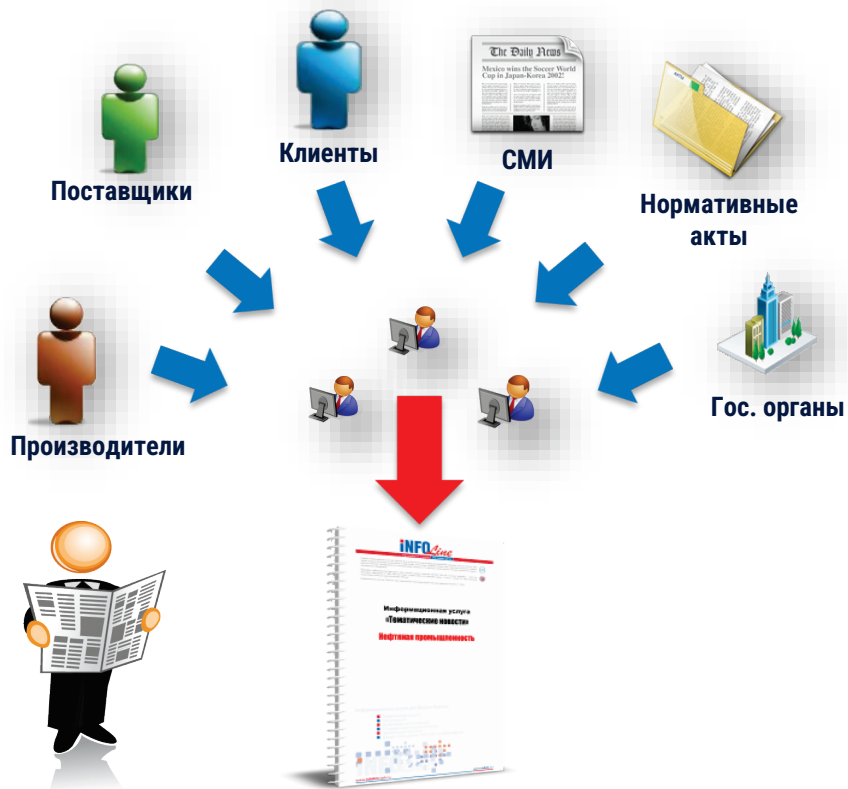 The Daily News
Mexico wins the Soccer World
Cup in Japan-Korea 2002!
Клиенты
СМИ
Поставщики
Нормативные
акты
Производители
Гос. органы
iNFOLine
Информационная услуга
«Тематические новости»
Нефтяная промышленность